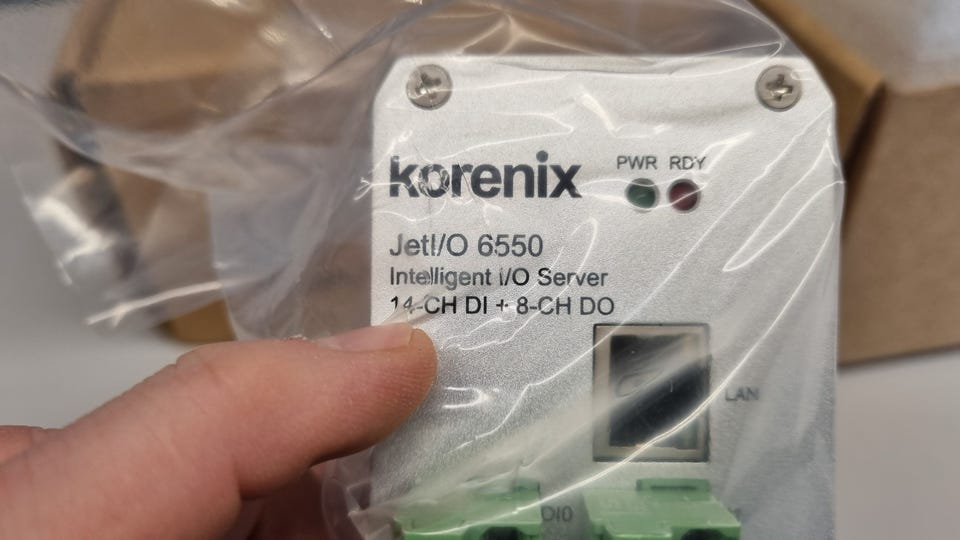 korenix
PWR RDY
JetI/O 6550
Intelligent I/O Server
14-CH DI + 8-CH DO
LAN
DI0